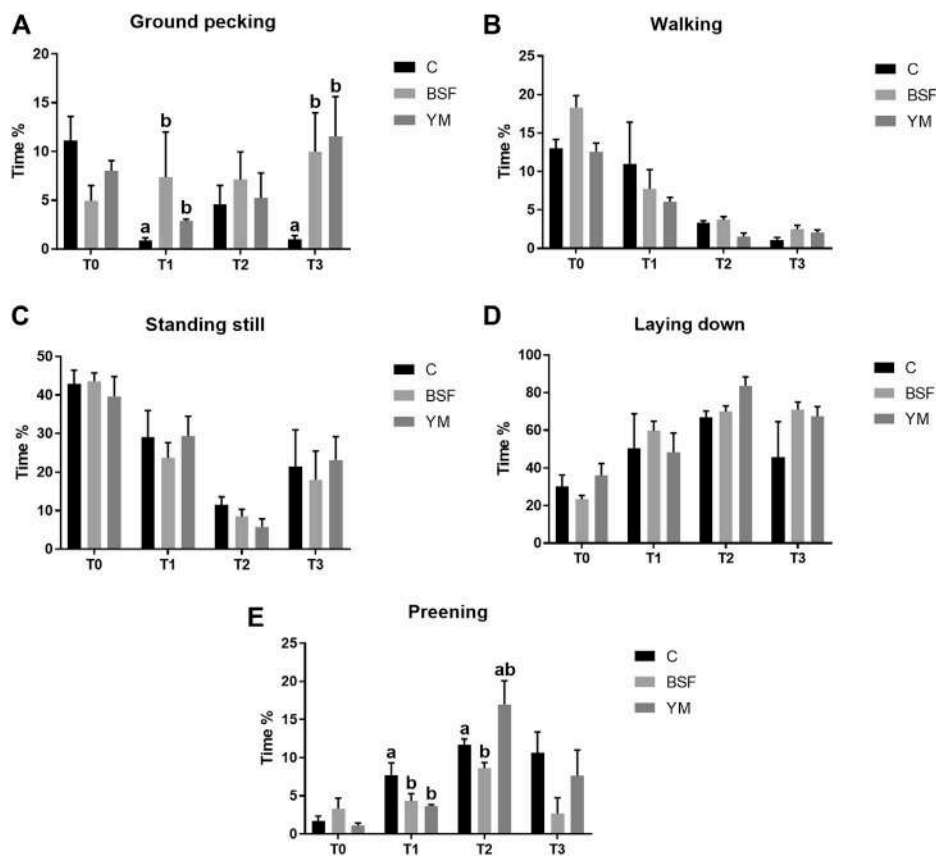 A
Ground pecking
20
15
10
5
0
Time %
a
b
b
a
b
b
T0 T1 T2 T3
C
BSF
YM
B
Walking
25
20
15
10
5
0
Time %
T0 T1 T2 T3
C
BSF
YM
C
Standing still
50
40
30
20
10
0
Time %
T0 T1 T2 T3
C
BSF
YM
D
Laying down
100
80
60
40
20
0
Time %
T0 T1 T2 T3
C
BSF
YM
E
Preening
25
20
15
10
5
0
Time %
a
b
b
a
b
ab
T0 T1 T2 T3
C
BSF
YM